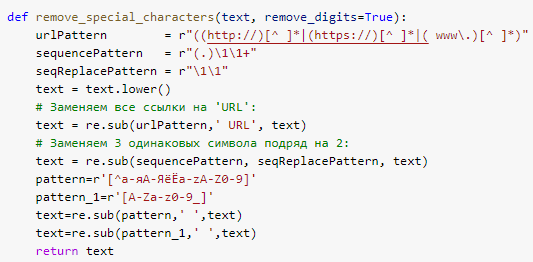 def remove_special_characters(text, remove_digits=True):
    urlPattern        = r"((http://)[^ ]*|(https://)[^ ]*|( www\.)[^ ]*)"
    sequencePattern   = r"(.)\1\1+"
    seqReplacePattern = r"\1\1"
    text = text.lower()
    # Заменяем все ссылки на 'URL':
    text = re.sub(urlPattern,' URL', text)
    # Заменяем 3 одинаковых символа подряд на 2:
    text = re.sub(sequencePattern, seqReplacePattern, text)
    pattern=r'[^а-яА-ЯёЁa-zA-Z0-9]'
    pattern_1=r'[A-Za-z0-9_]'
    text=re.sub(pattern,' ',text)
    text=re.sub(pattern_1,' ',text)
    return text